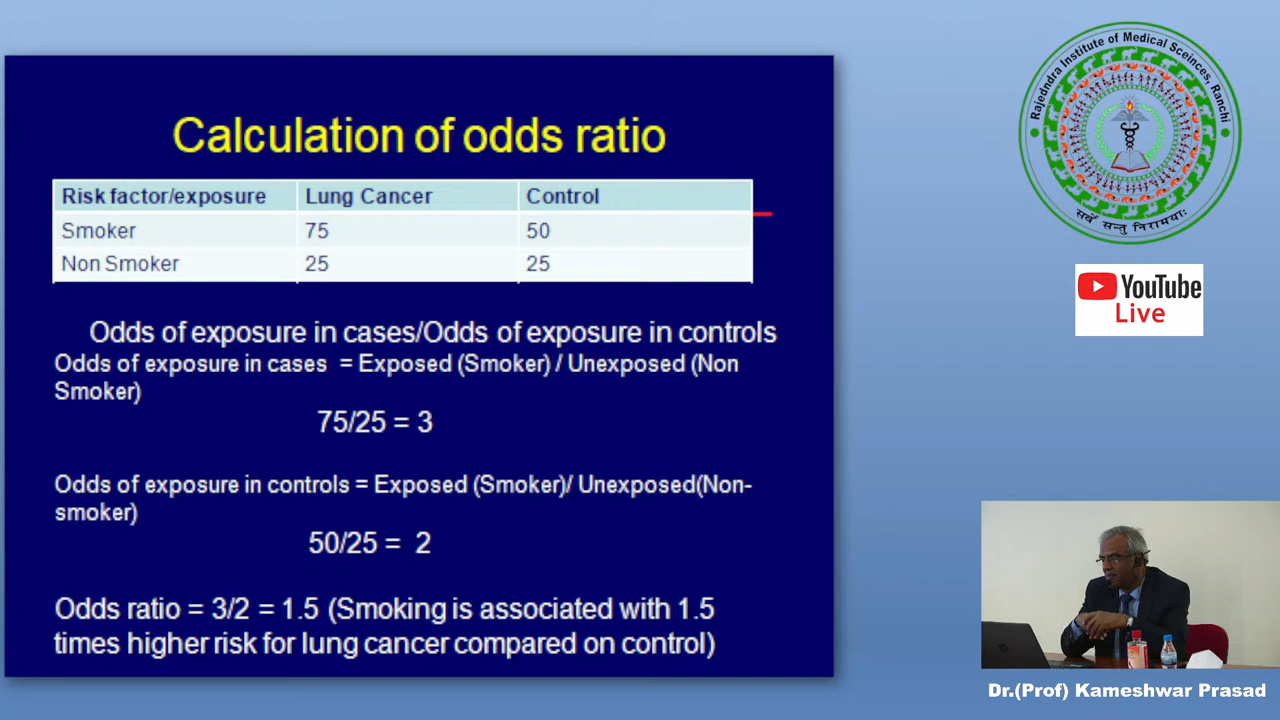 Calculation of odds ratio
Risk factor/exposure Lung Cancer Control
Smoker 75 50
Non Smoker 25 25
Odds of exposure in cases/Odds of exposure in controls
Odds of exposure in cases = Exposed (Smoker) / Unexposed (Non
Smoker)
75/25 = 3
Odds of exposure in controls = Exposed (Smoker)/ Unexposed(Non-
smoker)
50/25 = 2
Odds ratio = 3/2 = 1.5 (Smoking is associated with 1.5
times higher risk for lung cancer compared on control)
Rajedndra Institute of Medical Sceinces, Ranchi
सर्वे सन्तु निरामयाः
YouTube
Live
Dr.(Prof) Kameshwar Prasad